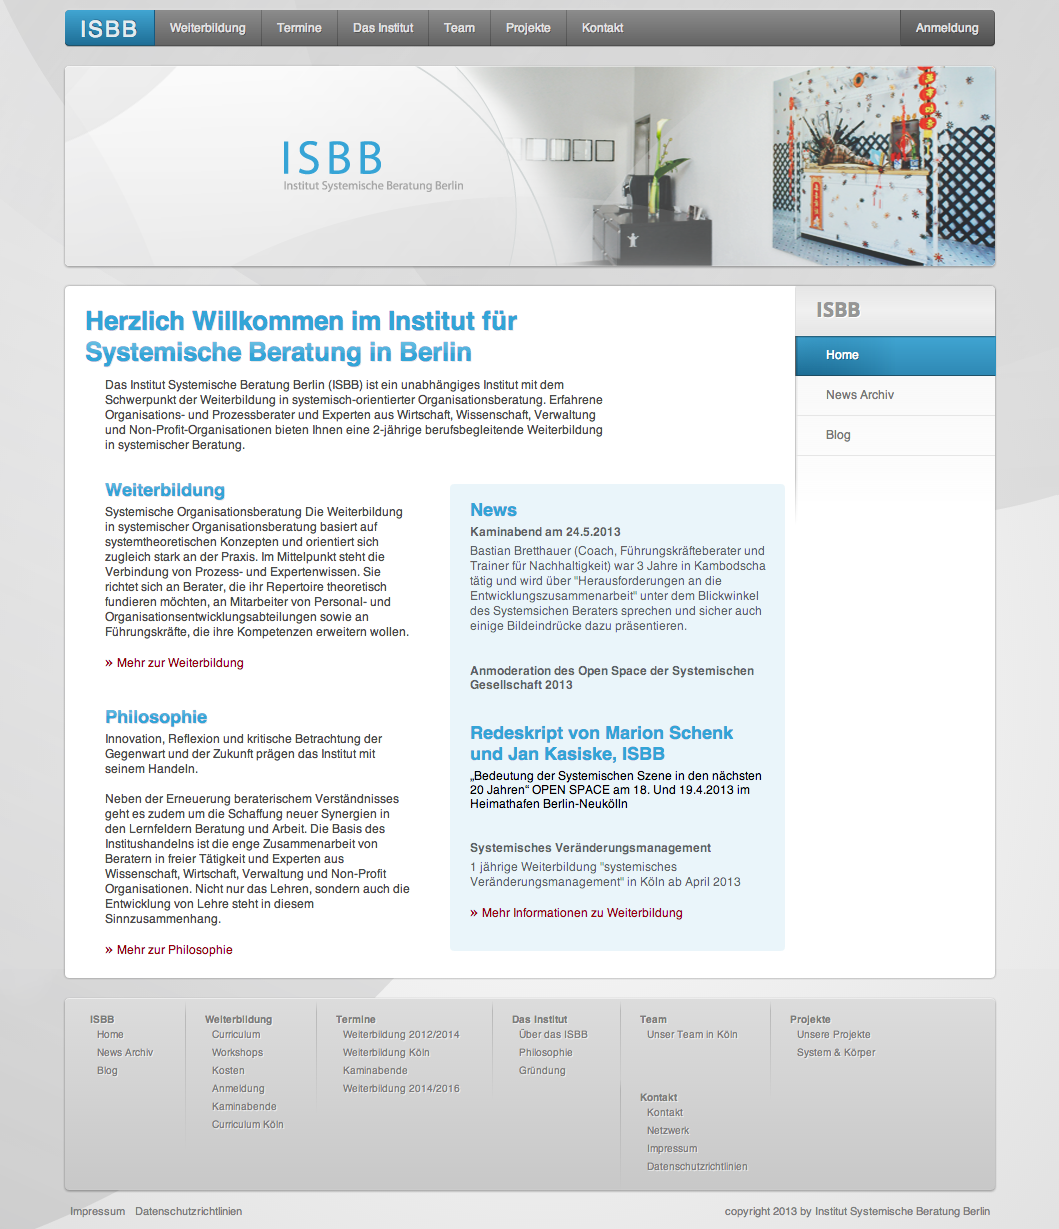 ISBB Weiterbildung Termine Das Institut Team Projekte Kontakt Anmeldung
ISBB
Institut Systemische Beratung Berlin
Herzlich Willkommen im Institut für
Systemische Beratung in Berlin
Das Institut Systemische Beratung Berlin (ISBB) ist ein unabhängiges Institut mit dem
Schwerpunkt der Weiterbildung in systemisch-orientierter Organisationsberatung. Erfahrene
Organisations- und Prozessberater und Experten aus Wirtschaft, Wissenschaft, Verwaltung
und Non-Profit-Organisationen bieten Ihnen eine 2-jährige berufsbegleitende Weiterbildung
in systemischer Beratung.
Weiterbildung
Systemische Organisationsberatung Die Weiterbildung
in systemischer Organisationsberatung basiert auf
systemtheoretischen Konzepten und orientiert sich
zugleich stark an der Praxis. Im Mittelpunkt steht die
Verbindung von Prozess- und Expertenwissen. Sie
richtet sich an Berater, die ihr Repertoire theoretisch
fundieren möchten, an Mitarbeiter von Personal- und
Organisationsentwicklungsabteilungen sowie an
Führungskräfte, die ihre Kompetenzen erweitern wollen.
» Mehr zur Weiterbildung
Philosophie
Innovation, Reflexion und kritische Betrachtung der
Gegenwart und der Zukunft prägen das Institut mit
seinem Handeln.
Neben der Erneuerung beraterischem Verständnisses
geht es zudem um die Schaffung neuer Synergien in
den Lernfeldern Beratung und Arbeit. Die Basis des
Institushandelns ist die enge Zusammenarbeit von
Beratern in freier Tätigkeit und Experten aus
Wissenschaft, Wirtschaft, Verwaltung und Non-Profit
Organisationen. Nicht nur das Lehren, sondern auch die
Entwicklung von Lehre steht in diesem
Sinnzusammenhang.
» Mehr zur Philosophie
News
Kaminabend am 24.5.2013
Bastian Bretthauer (Coach, Führungskräfteberater und
Trainer für Nachhaltigkeit) war 3 Jahre in Kambodscha
tätig und wird über "Herausforderungen an die
Entwicklungszusammenarbeit" unter dem Blickwinkel
des Systemsichen Beraters sprechen und sicher auch
einige Bildeindrücke dazu präsentieren.
Anmoderation des Open Space der Systemischen
Gesellschaft 2013
Redeskript von Marion Schenk
und Jan Kasiske, ISBB
„Bedeutung der Systemischen Szene in den nächsten
20 Jahren“ OPEN SPACE am 18. Und 19.4.2013 im
Heimathafen Berlin-Neukölln
Systemisches Veränderungsmanagement
1 jährige Weiterbildung "systemisches
Veränderungsmanagement" in Köln ab April 2013
» Mehr Informationen zu Weiterbildung
ISBB
Home
News Archiv
Blog
ISBB
Home
News Archiv
Blog
Weiterbildung
Curriculum
Workshops
Kosten
Anmeldung
Kaminabende
Curriculum Köln
Termine
Weiterbildung 2012/2014
Weiterbildung Köln
Kaminabende
Weiterbildung 2014/2016
Das Institut
Über das ISBB
Philosophie
Gründung
Team
Unser Team in Köln
Projekte
Unsere Projekte
System & Körper
Kontakt
Kontakt
Netzwerk
Impressum
Datenschutzrichtlinien
Impressum Datenschutzrichtlinien copyright 2013 by Institut Systemische Beratung Berlin